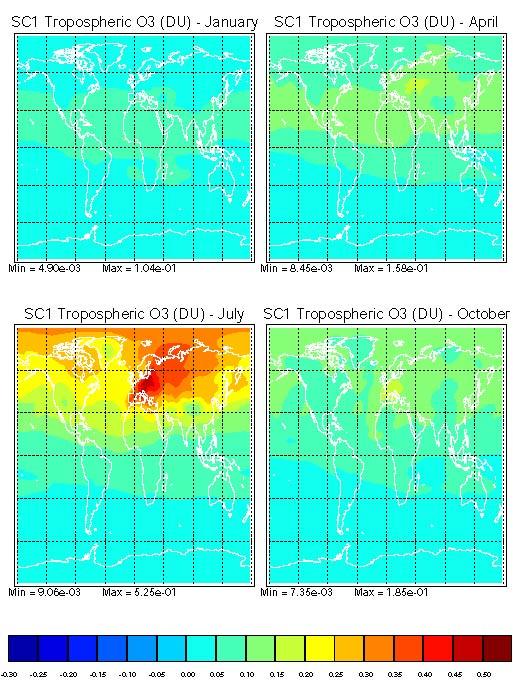 SC1 Tropospheric O3 (DU) - January
SC1 Tropospheric O3 (DU) - April
Min = 4.90e-03 Max = 1.04e-01
Min = 8.45e-03 Max = 1.58e-01
SC1 Tropospheric O3 (DU) - July
SC1 Tropospheric O3 (DU) - October
Min = 9.06e-03 Max = 5.25e-01
Min = 7.35e-03 Max = 1.85e-01
-0.30 -0.25 -0.20 -0.15 -0.10 -0.05 0.00 0.05 0.10 0.15 0.20 0.25 0.30 0.35 0.40 0.45 0.50